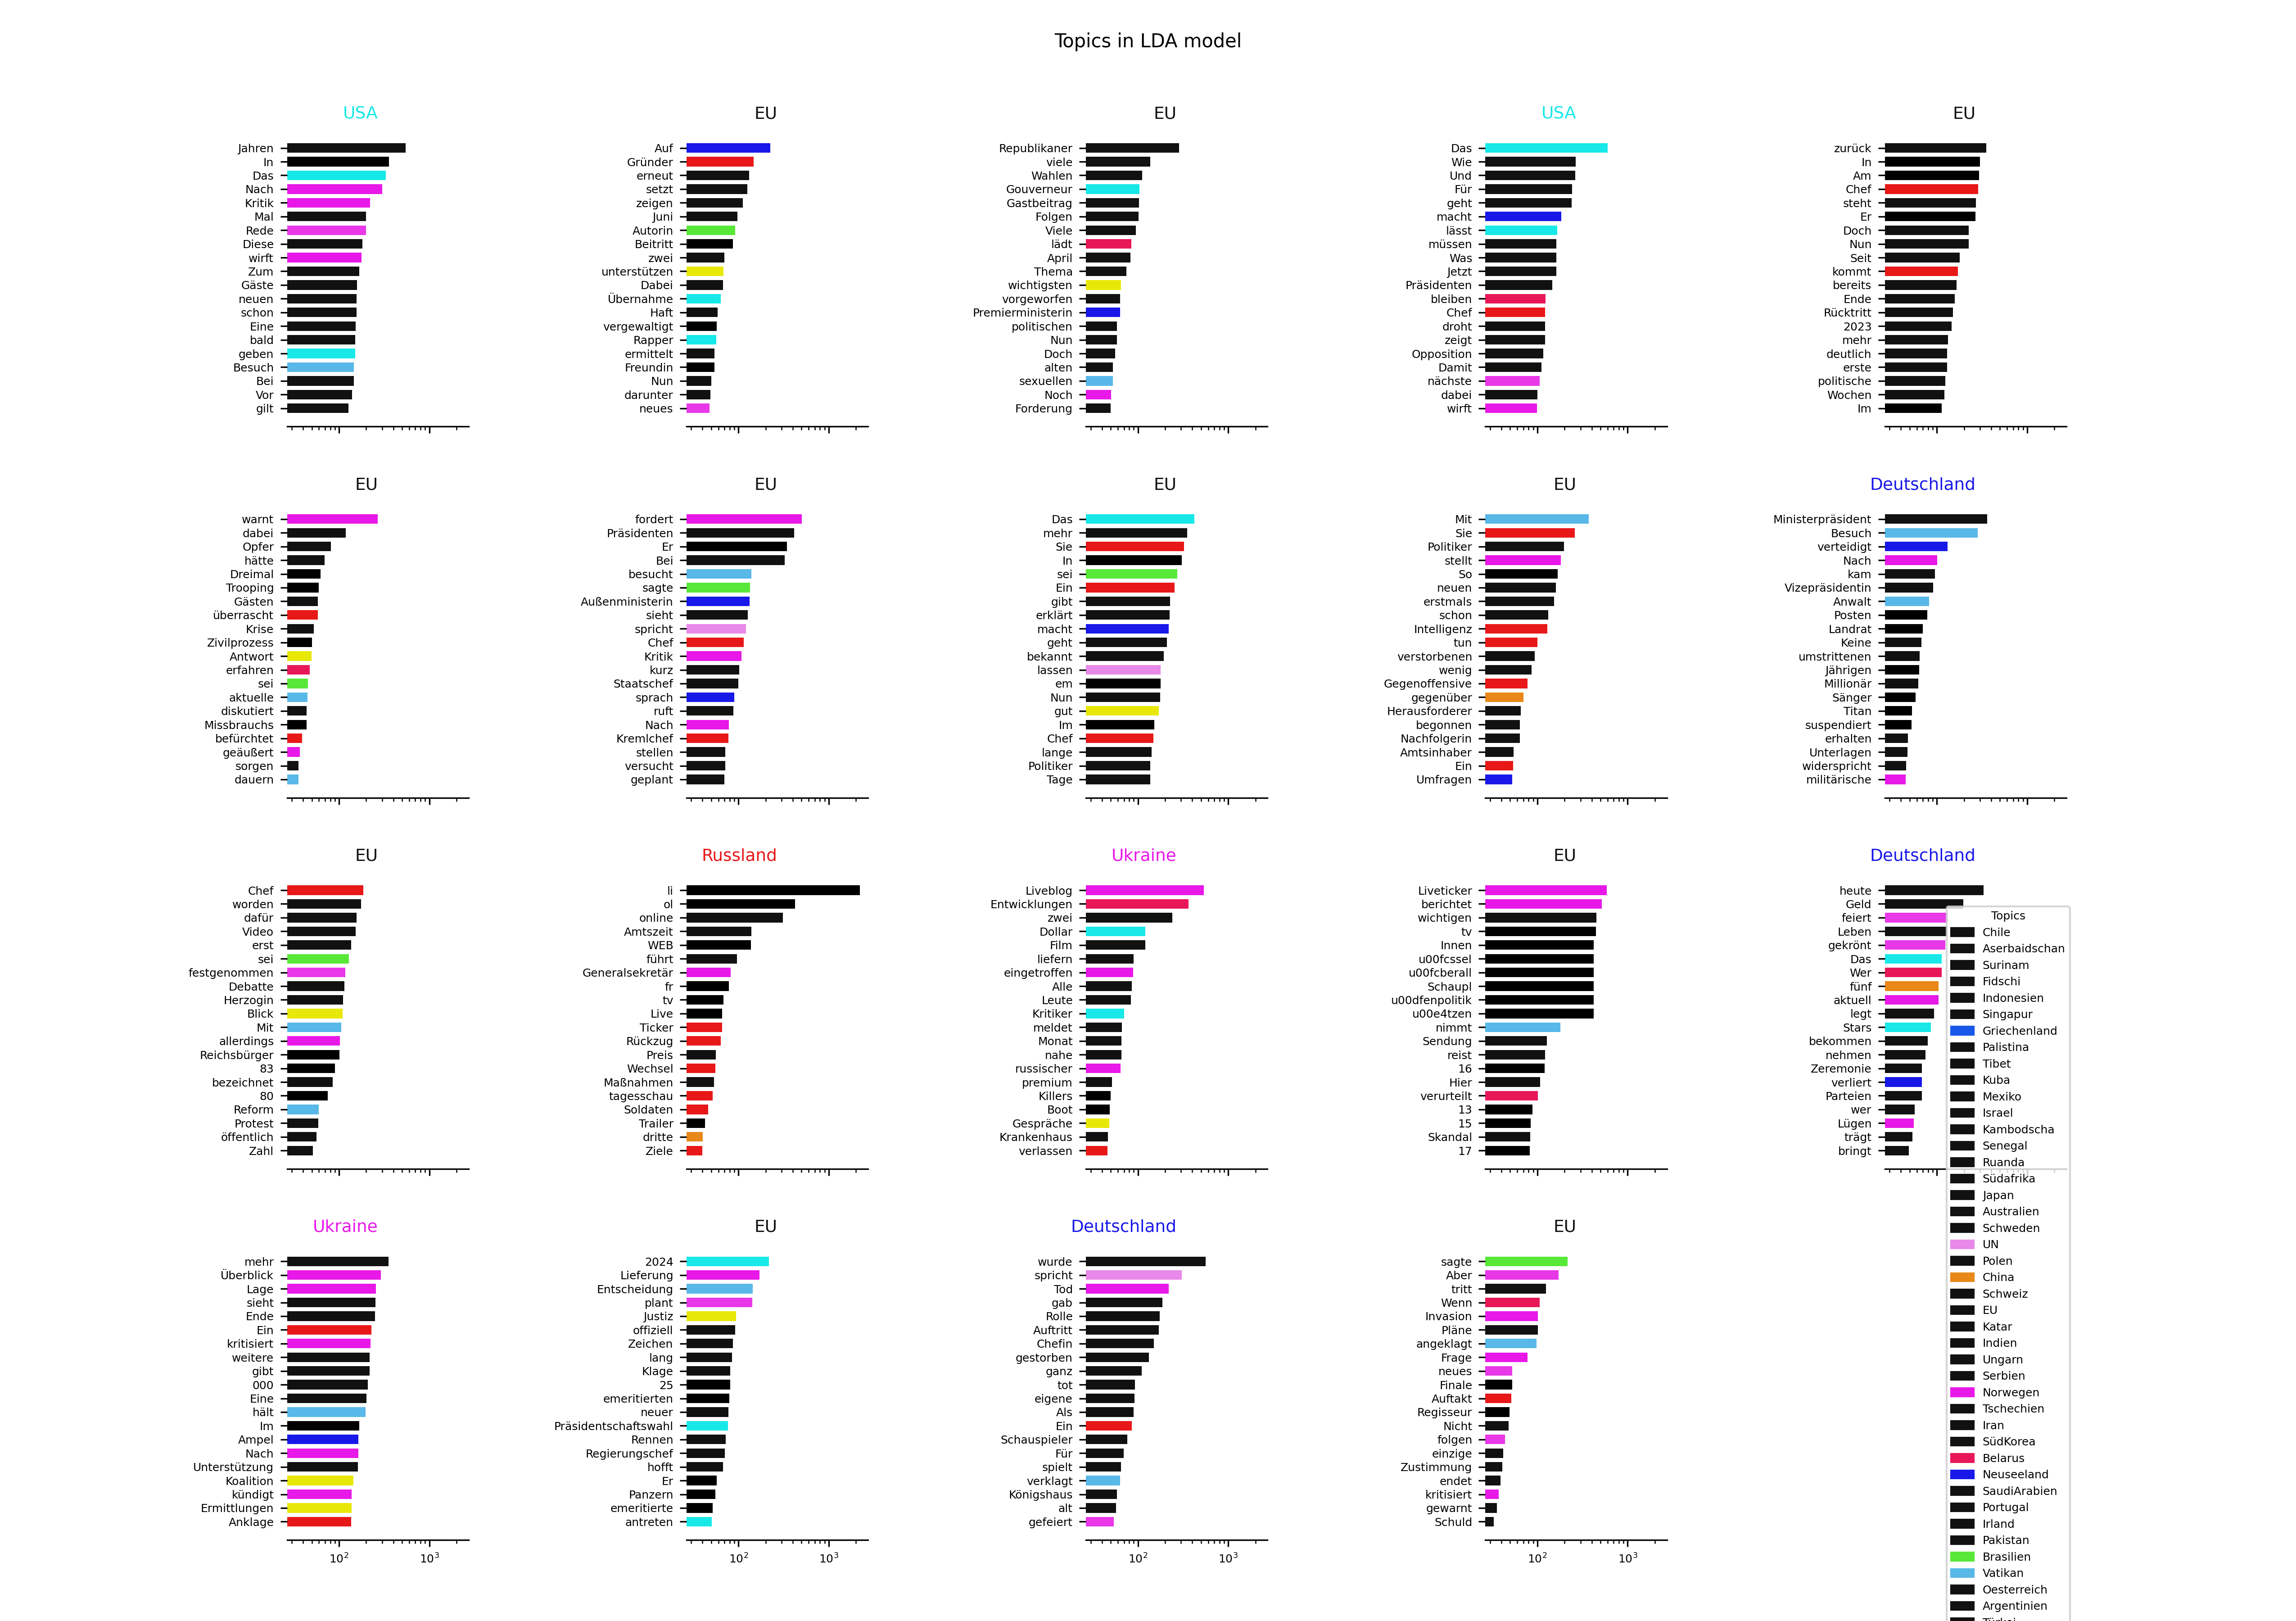 Topics in LDA model
USA
Jahren
In
Das
Nach
Kritik
Mal
Rede
Diese
wirft
Zum
Gäste
neuen
schon
Eine
bald
geben
Besuch
Bei
Vor
gilt
EU
Auf
Gründer
erneut
setzt
zeigen
Juni
Autorin
Beitritt
zwei
unterstützen
Dabei
Übernahme
Haft
vergewaltigt
Rapper
ermittelt
Freundin
Nun
darunter
neues
EU
Republikaner
viele
Wahlen
Gouverneur
Gastbeitrag
Folgen
Viele
lädt
April
Thema
wichtigsten
vorgeworfen
Premierministerin
politischen
Nun
Doch
alten
sexuellen
Noch
Forderung
USA
Das
Wie
Und
Für
geht
macht
lässt
müssen
Was
Jetzt
Präsidenten
bleiben
Chef
droht
zeigt
Opposition
Damit
nächste
dabei
wirft
EU
zurück
In
Am
Chef
steht
Er
Doch
Nun
Seit
kommt
bereits
Ende
Rücktritt
2023
mehr
deutlich
erste
politische
Wochen
Im
EU
warnt
dabei
Opfer
hätte
Dreimal
Trooping
Gästen
überrascht
Krise
Zivilprozess
Antwort
erfahren
sei
aktuelle
diskutiert
Missbrauchs
befürchtet
geäußert
sorgen
dauern
EU
fordert
Präsidenten
Er
Bei
besucht
sagte
Außenministerin
sieht
spricht
Chef
Kritik
kurz
Staatschef
sprach
ruft
Nach
Kremlchef
stellen
versucht
geplant
EU
Das
mehr
Sie
In
sei
Ein
gibt
erklärt
macht
geht
bekannt
lassen
em
Nun
gut
Im
Chef
lange
Politiker
Tage
EU
Mit
Sie
Politiker
stellt
So
neuen
erstmals
schon
Intelligenz
tun
verstorbenen
wenig
Gegenoffensive
gegenüber
Herausforderer
begonnen
Nachfolgerin
Amtsinhaber
Ein
Umfragen
Deutschland
Ministerpräsident
Besuch
verteidigt
Nach
kam
Vizepräsidentin
Anwalt
Posten
Landrat
Keine
umstrittenen
Jährigen
Millionär
Sänger
Titan
suspendiert
erhalten
Unterlagen
widerspricht
militärische
EU
Chef
worden
dafür
Video
erst
sei
festgenommen
Debatte
Herzogin
Blick
Mit
allerdings
Reichsbürger
83
bezeichnet
80
Reform
Protest
öffentlich
Zahl
Russland
li
ol
online
Amtszeit
WEB
führt
Generalsekretär
fr
tv
Live
Ticker
Rückzug
Preis
Wechsel
Maßnahmen
tagesschau
Soldaten
Trailer
dritte
Ziele
Ukraine
Liveblog
Entwicklungen
zwei
Dollar
Film
liefern
eingetroffen
Alle
Leute
Kritiker
meldet
Monat
nahe
russischer
premium
Killers
Boot
Gespräche
Krankenhaus
verlassen
EU
Liveticker
berichtet
wichtigen
tv
Innen
u00fcssel
u00fcberall
Schaupl
u00dfenpolitik
u00e4tzen
nimmt
Sendung
reist
16
Hier
verurteilt
13
15
Skandal
17
Deutschland
heute
Geld
feiert
Leben
gekrönt
Das
Wer
fünf
aktuell
legt
Stars
bekommen
nehmen
Zeremonie
verliert
Parteien
wer
Lügen
trägt
bringt
Ukraine
mehr
Überblick
Lage
sieht
Ende
Ein
kritisiert
weitere
gibt
000
Eine
hält
Im
Ampel
Nach
Unterstützung
Koalition
kündigt
Ermittlungen
Anklage
10²
10³
EU
2024
Lieferung
Entscheidung
plant
Justiz
offiziell
Zeichen
lang
Klage
25
emeritierten
neuer
Präsidentschaftswahl
Rennen
Regierungschef
hofft
Er
Panzern
emeritierte
antreten
10²
10³
Deutschland
wurde
spricht
Tod
gab
Rolle
Auftritt
Chefin
gestorben
ganz
tot
eigene
Als
Ein
Schauspieler
Für
spielt
verklagt
Königshaus
alt
gefeiert
10²
10³
EU
sagte
Aber
tritt
Wenn
Invasion
Pläne
angeklagt
Frage
neues
Finale
Auftakt
Regisseur
Nicht
folgen
einzige
Zustimmung
endet
kritisiert
gewarnt
Schuld
10²
10³
Topics
Chile
Aserbaidschan
Surinam
Fidschi
Indonesien
Singapur
Griechenland
Palistina
Tibet
Kuba
Mexiko
Israel
Kambodscha
Senegal
Ruanda
Südafrika
Japan
Australien
Schweden
UN
Polen
China
Schweiz
EU
Katar
Indien
Ungarn
Serbien
Norwegen
Tschechien
Iran
SüdKorea
Belarus
Neuseeland
SaudiArabien
Portugal
Irland
Pakistan
Brasilien
Vatikan
Oesterreich
Argentinien